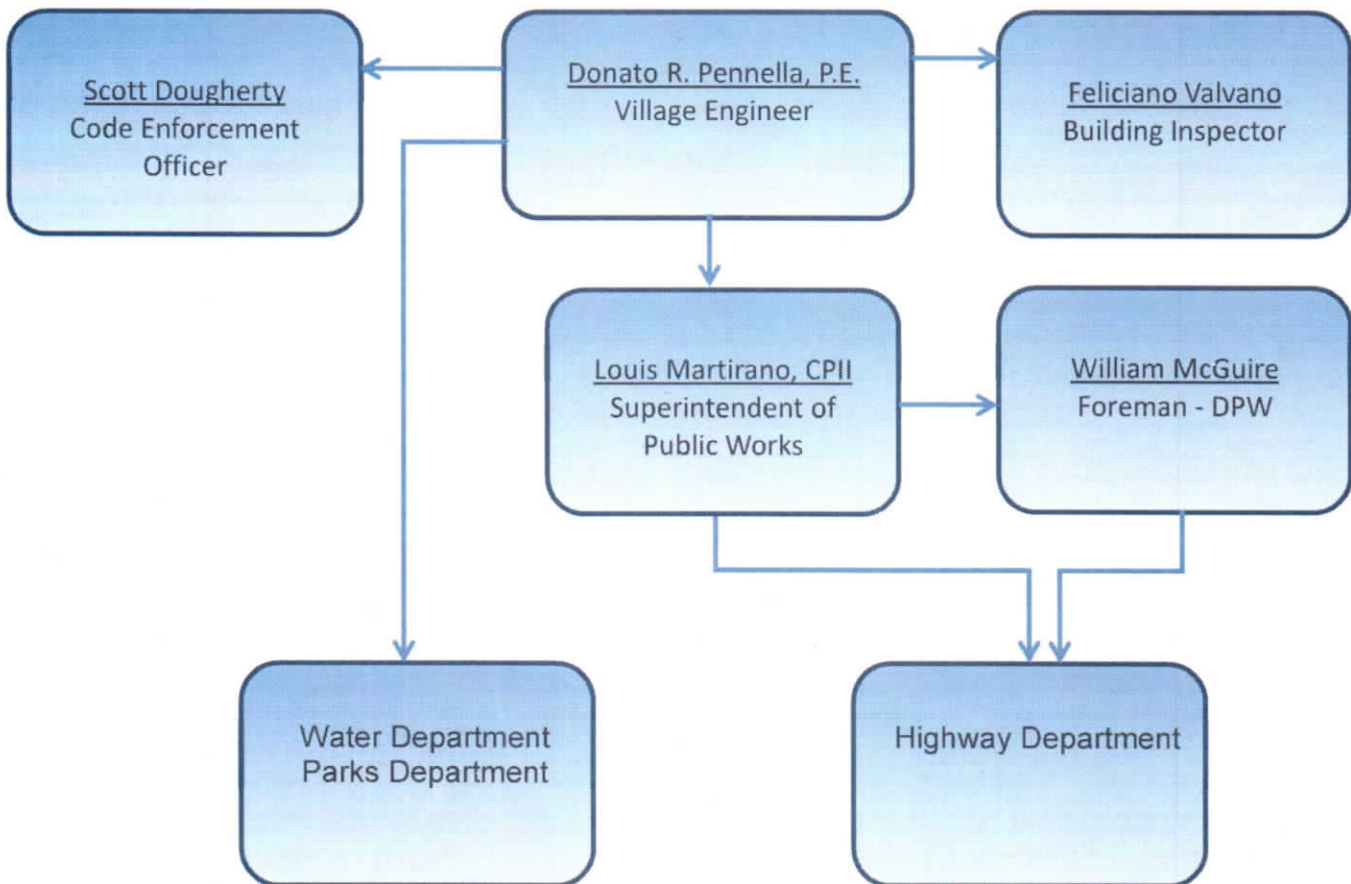 Scott Dougherty
Code Enforcement
Officer
Donato R. Pennella, P.E.
Village Engineer
Feliciano Valvano
Building Inspector
Louis Martirano, CPII
Superintendent of
Public Works
William McGuire
Foreman - DPW
Water Department
Parks Department
Highway Department